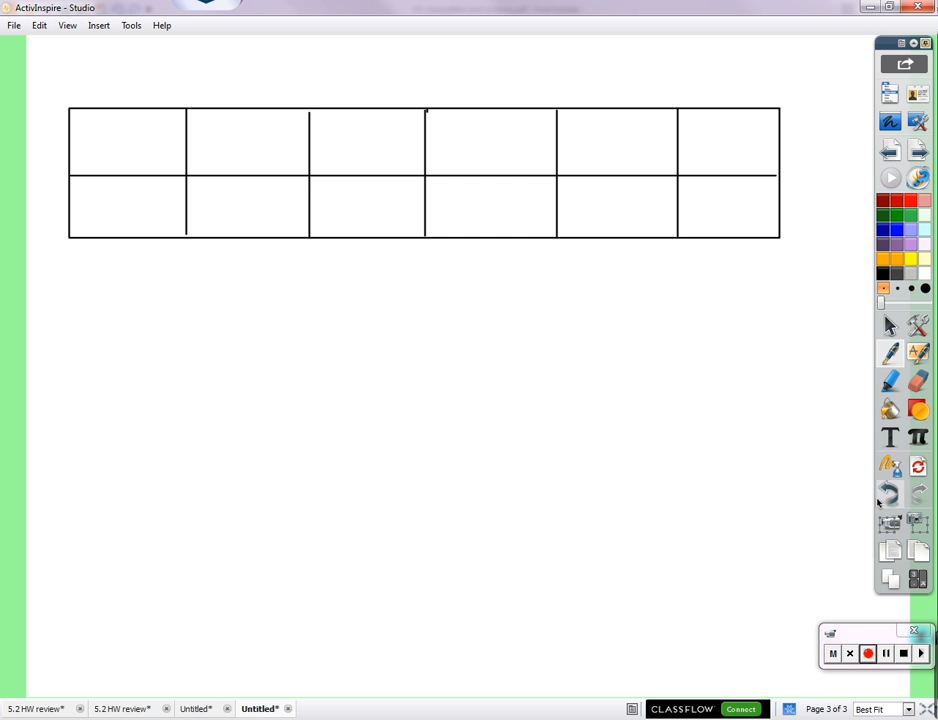 ActivInspire - Studio
File Edit View Insert Tools Help
M
5.2 HW review* 5.2 HW review* Untitled* Untitled* CLASSFLOW Connect Page 3 of 3 Best Fit